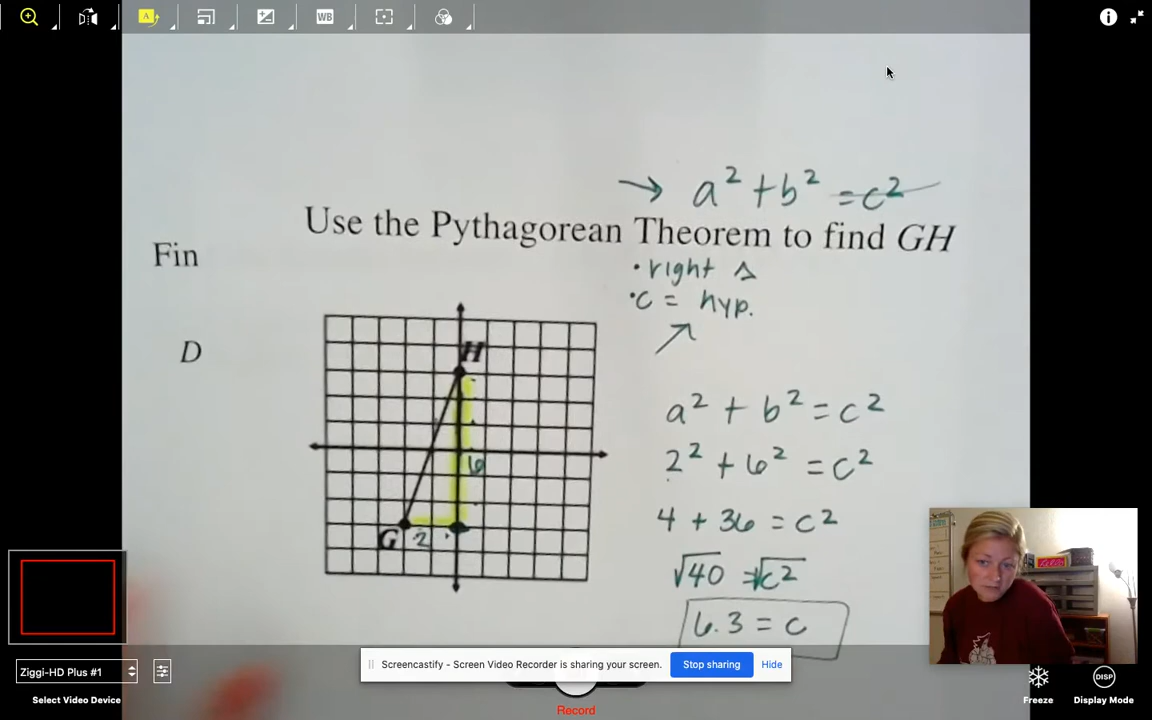 A
WB
→ a² + b² = c²
Use the Pythagorean Theorem to find GH
Fin
• right △
• c = hyp.
D
H
a² + b² = c²
2² + 6² = c²
6
4 + 36 = c²
G 2
√40 = √c²
6.3 = c
Screencastify - Screen Video Recorder is sharing your screen.
Stop sharing
Hide
Ziggi-HD Plus #1
Select Video Device
DISP
Freeze
Display Mode
Record